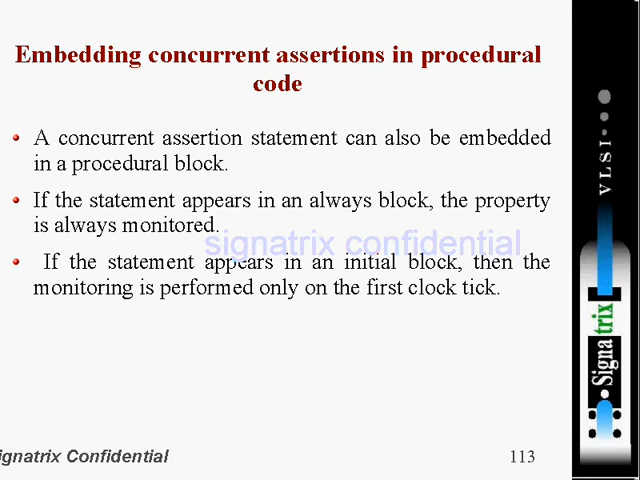 Embedding concurrent assertions in procedural
code
A concurrent assertion statement can also be embedded
in a procedural block.
If the statement appears in an always block, the property
is always monitored.
signatrix confidential
If the statement appears in an initial block, then the
monitoring is performed only on the first clock tick.
ignatrix Confidential
113
VLSI
Signatrix